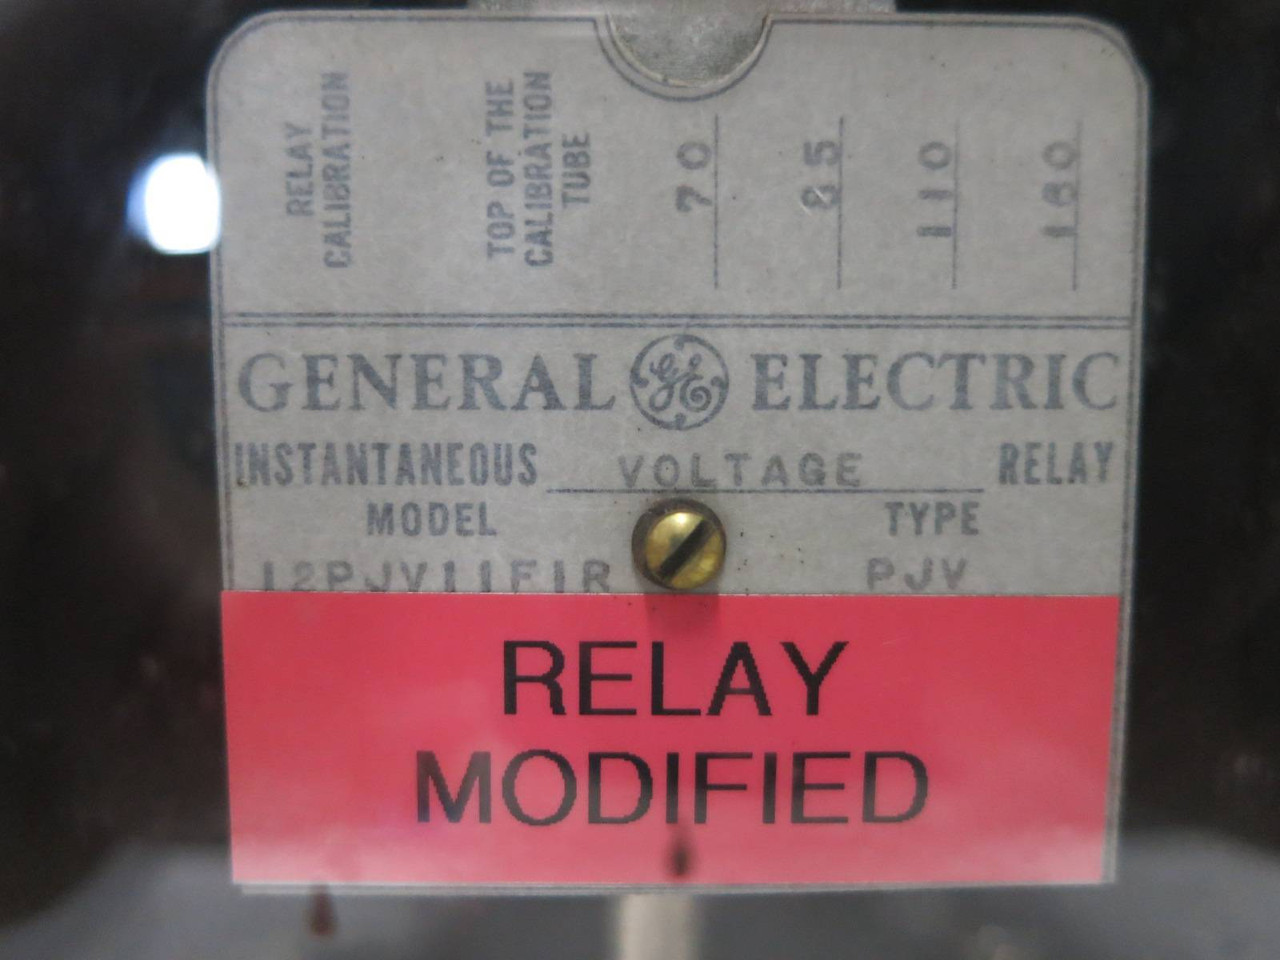 RELAY
CALIBRATION
TOP OF THE
CALIBRATION
TUBE
70
85
110
160
GENERAL GE ELECTRIC
INSTANTANEOUS VOLTAGE RELAY
MODEL TYPE
12PJV11F1R PJV
RELAY
MODIFIED